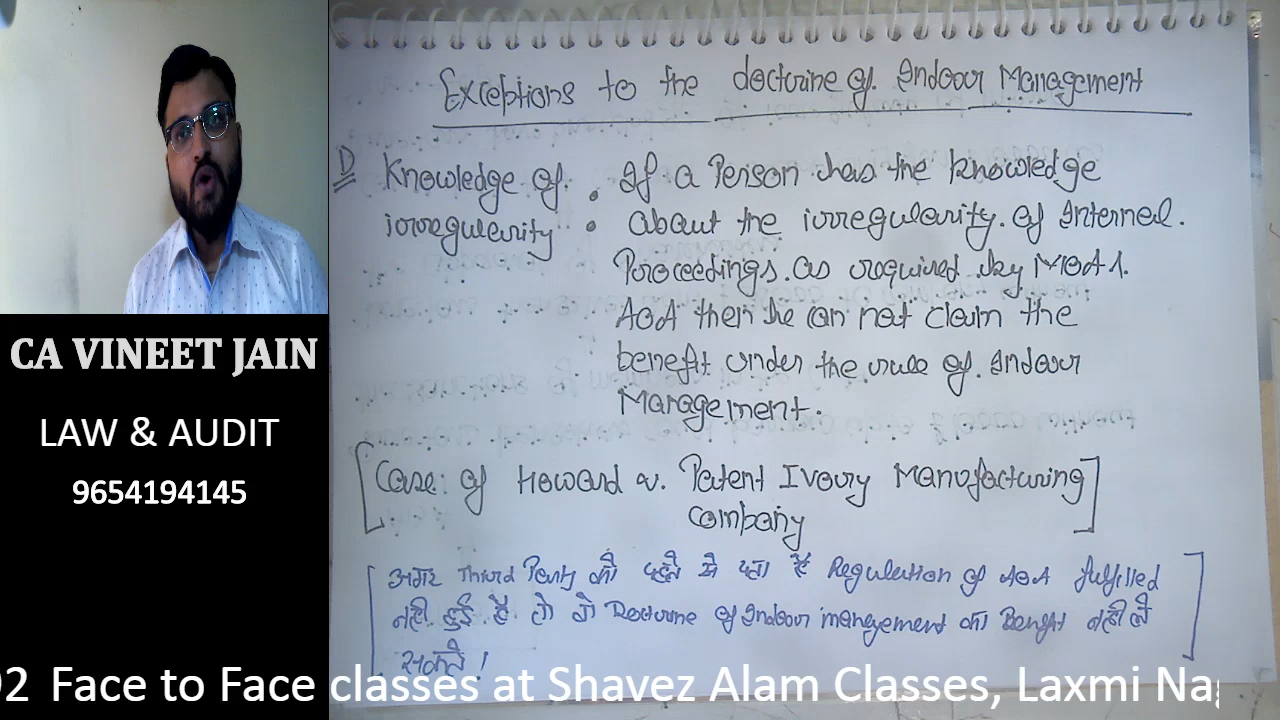 CA VINEET JAIN
LAW & AUDIT
9654194145
Exceptions to the doctrine of Indoor Management
1) Knowledge of irregularity
• If a Person has the knowledge
• about the irregularity of Internal
Proceedings as required by MOA &
AOA then he can not claim the
benefit under the rule of Indoor
Management.
[Case of Howard v. Patent Ivory Manufacturing
company]
[अगर Third Party को पहले से पता है Regulation of AOA fulfilled
नही हुई है तो वो Doctrine of Indoor management का Benefit नही ले
सकते !]
02 Face to Face classes at Shavez Alam Classes, Laxmi Nag